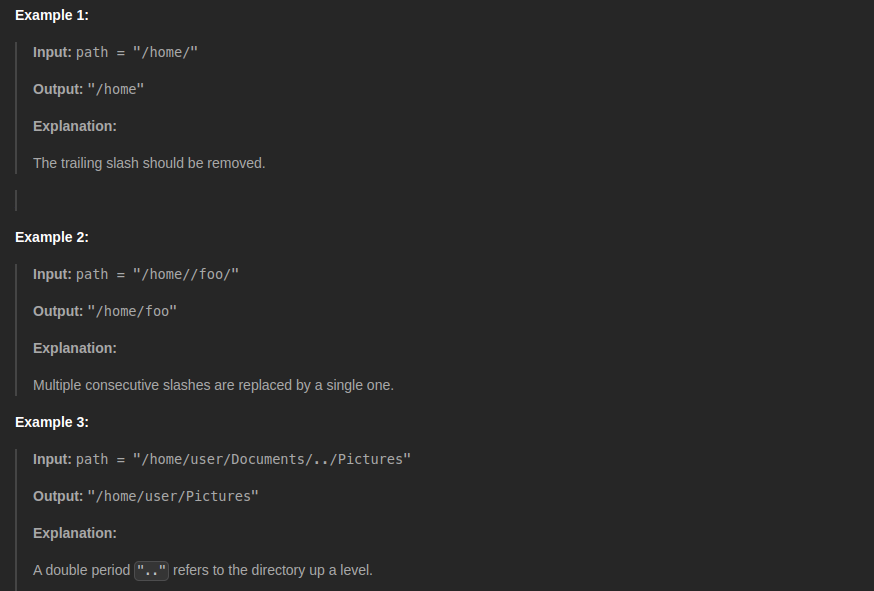 Example 1:
Input: path = "/home/"
Output: "/home"
Explanation:
The trailing slash should be removed.
Example 2:
Input: path = "/home//foo/"
Output: "/home/foo"
Explanation:
Multiple consecutive slashes are replaced by a single one.
Example 3:
Input: path = "/home/user/Documents/../Pictures"
Output: "/home/user/Pictures"
Explanation:
A double period ".." refers to the directory up a level.